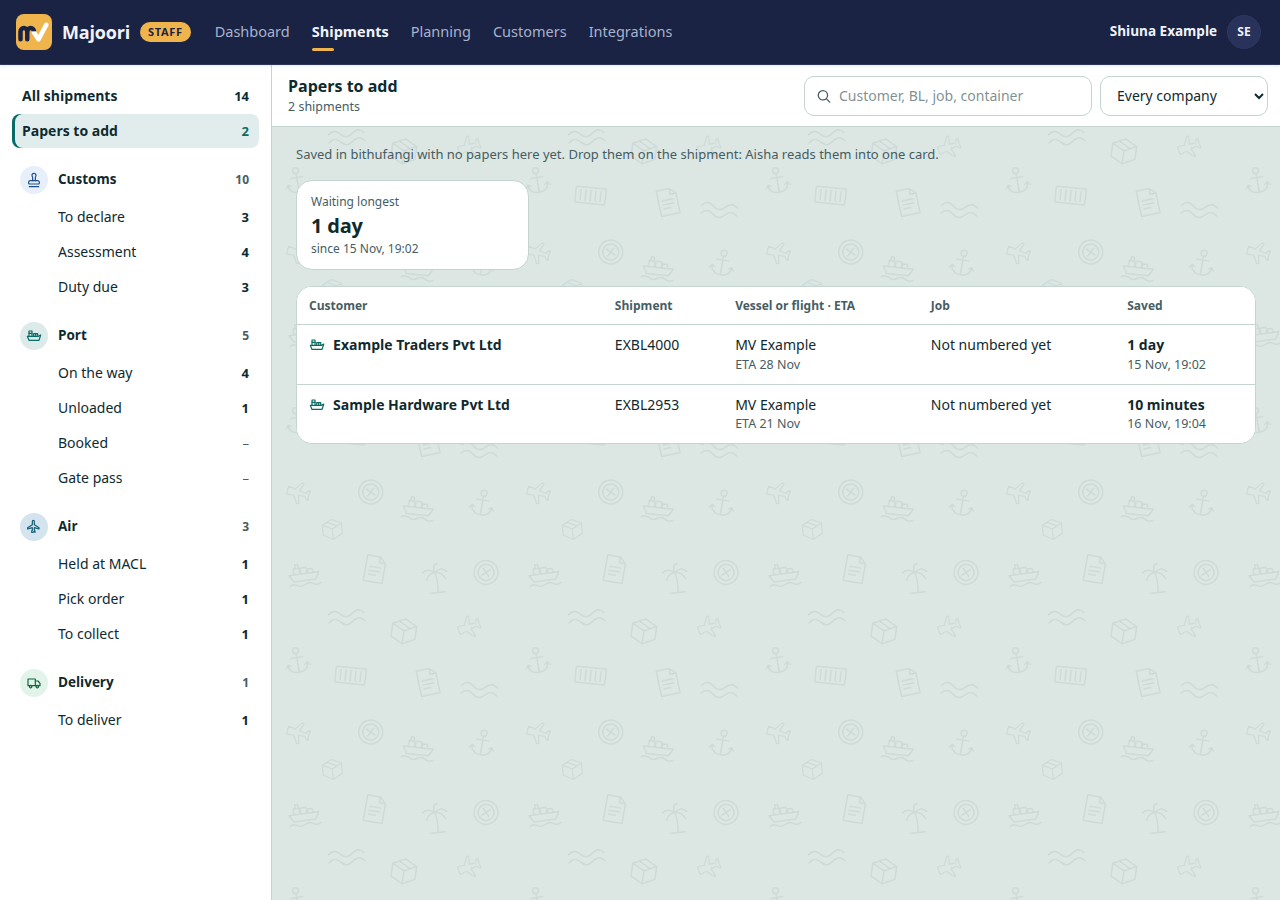 Majoori STAFF Dashboard Shipments Planning Customers Integrations Shiuna Example SE
All shipments 14
Papers to add 2
Customs 10
To declare 3
Assessment 4
Duty due 3
Port 5
On the way 4
Unloaded 1
Booked –
Gate pass –
Air 3
Held at MACL 1
Pick order 1
To collect 1
Delivery 1
To deliver 1
Papers to add
2 shipments
Customer, BL, job, container
Every company
Saved in bithufangi with no papers here yet. Drop them on the shipment: Aisha reads them into one card.
Waiting longest
1 day
since 15 Nov, 19:02
Customer Shipment Vessel or flight · ETA Job Saved
Example Traders Pvt Ltd EXBL4000 MV Example Not numbered yet 1 day
ETA 28 Nov 15 Nov, 19:02
Sample Hardware Pvt Ltd EXBL2953 MV Example Not numbered yet 10 minutes
ETA 21 Nov 16 Nov, 19:04